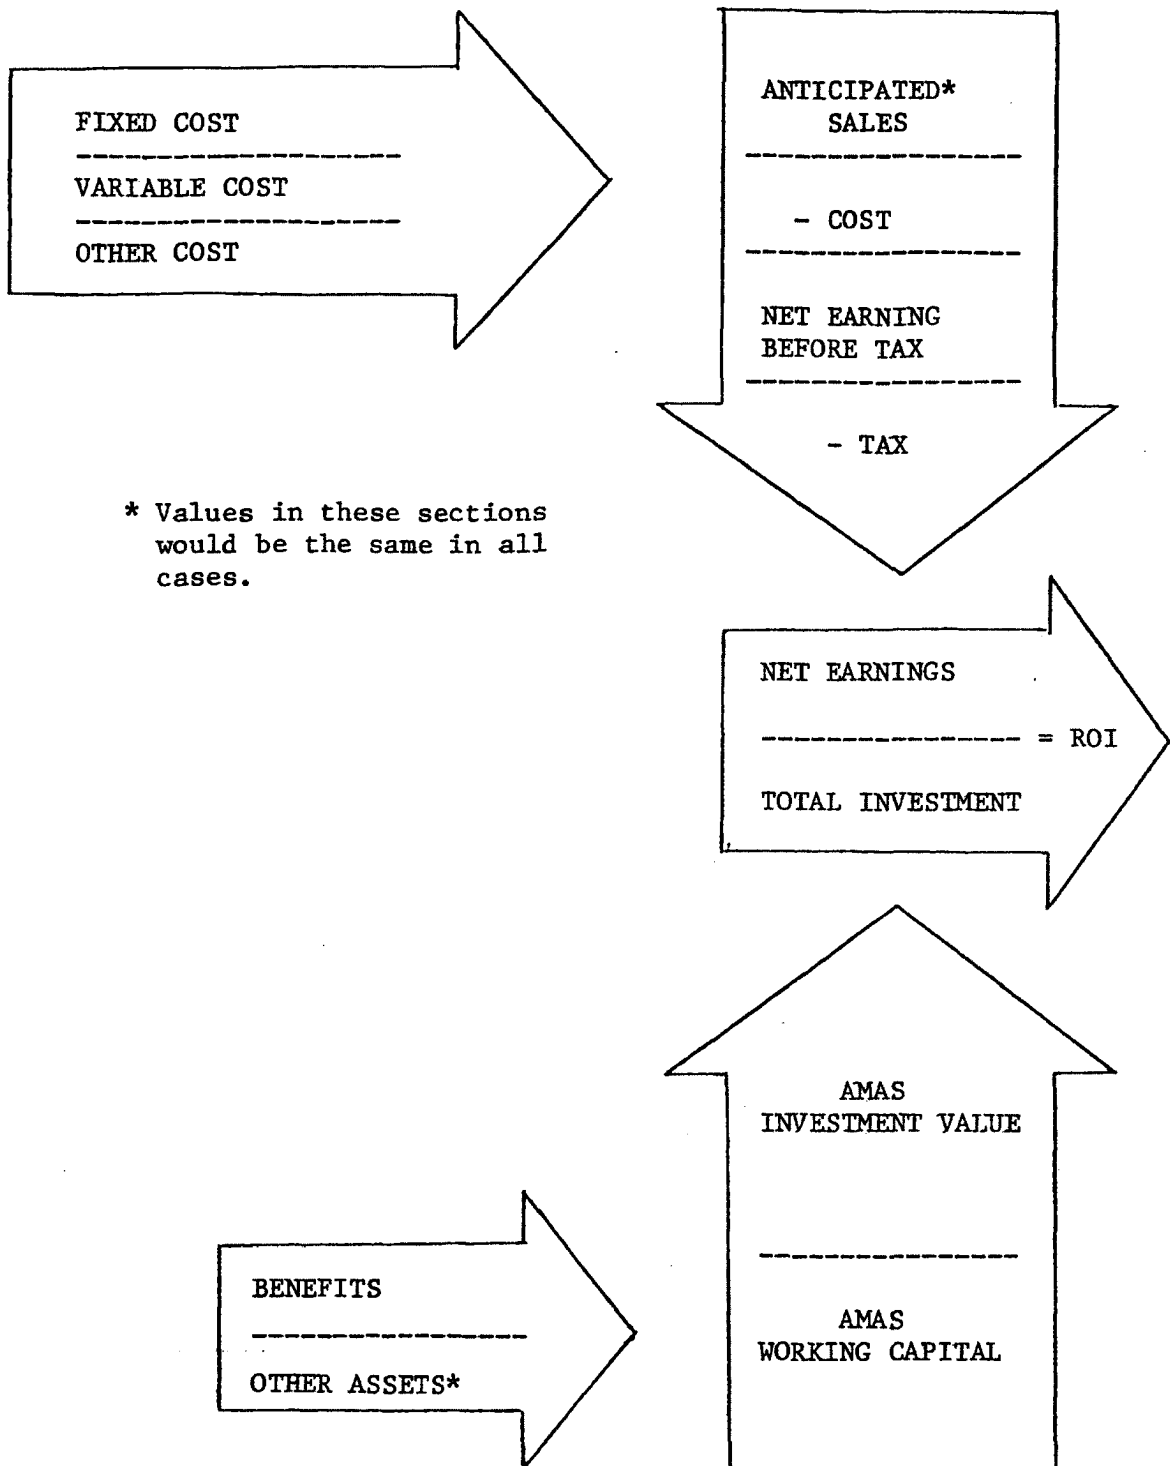 FIXED COST
VARIABLE COST
OTHER COST
ANTICIPATED*
SALES
- COST
NET EARNING
BEFORE TAX
- TAX
* Values in these sections
would be the same in all
cases.
NET EARNINGS
= ROI
TOTAL INVESTMENT
AMAS
INVESTMENT VALUE
AMAS
WORKING CAPITAL
BENEFITS
OTHER ASSETS*